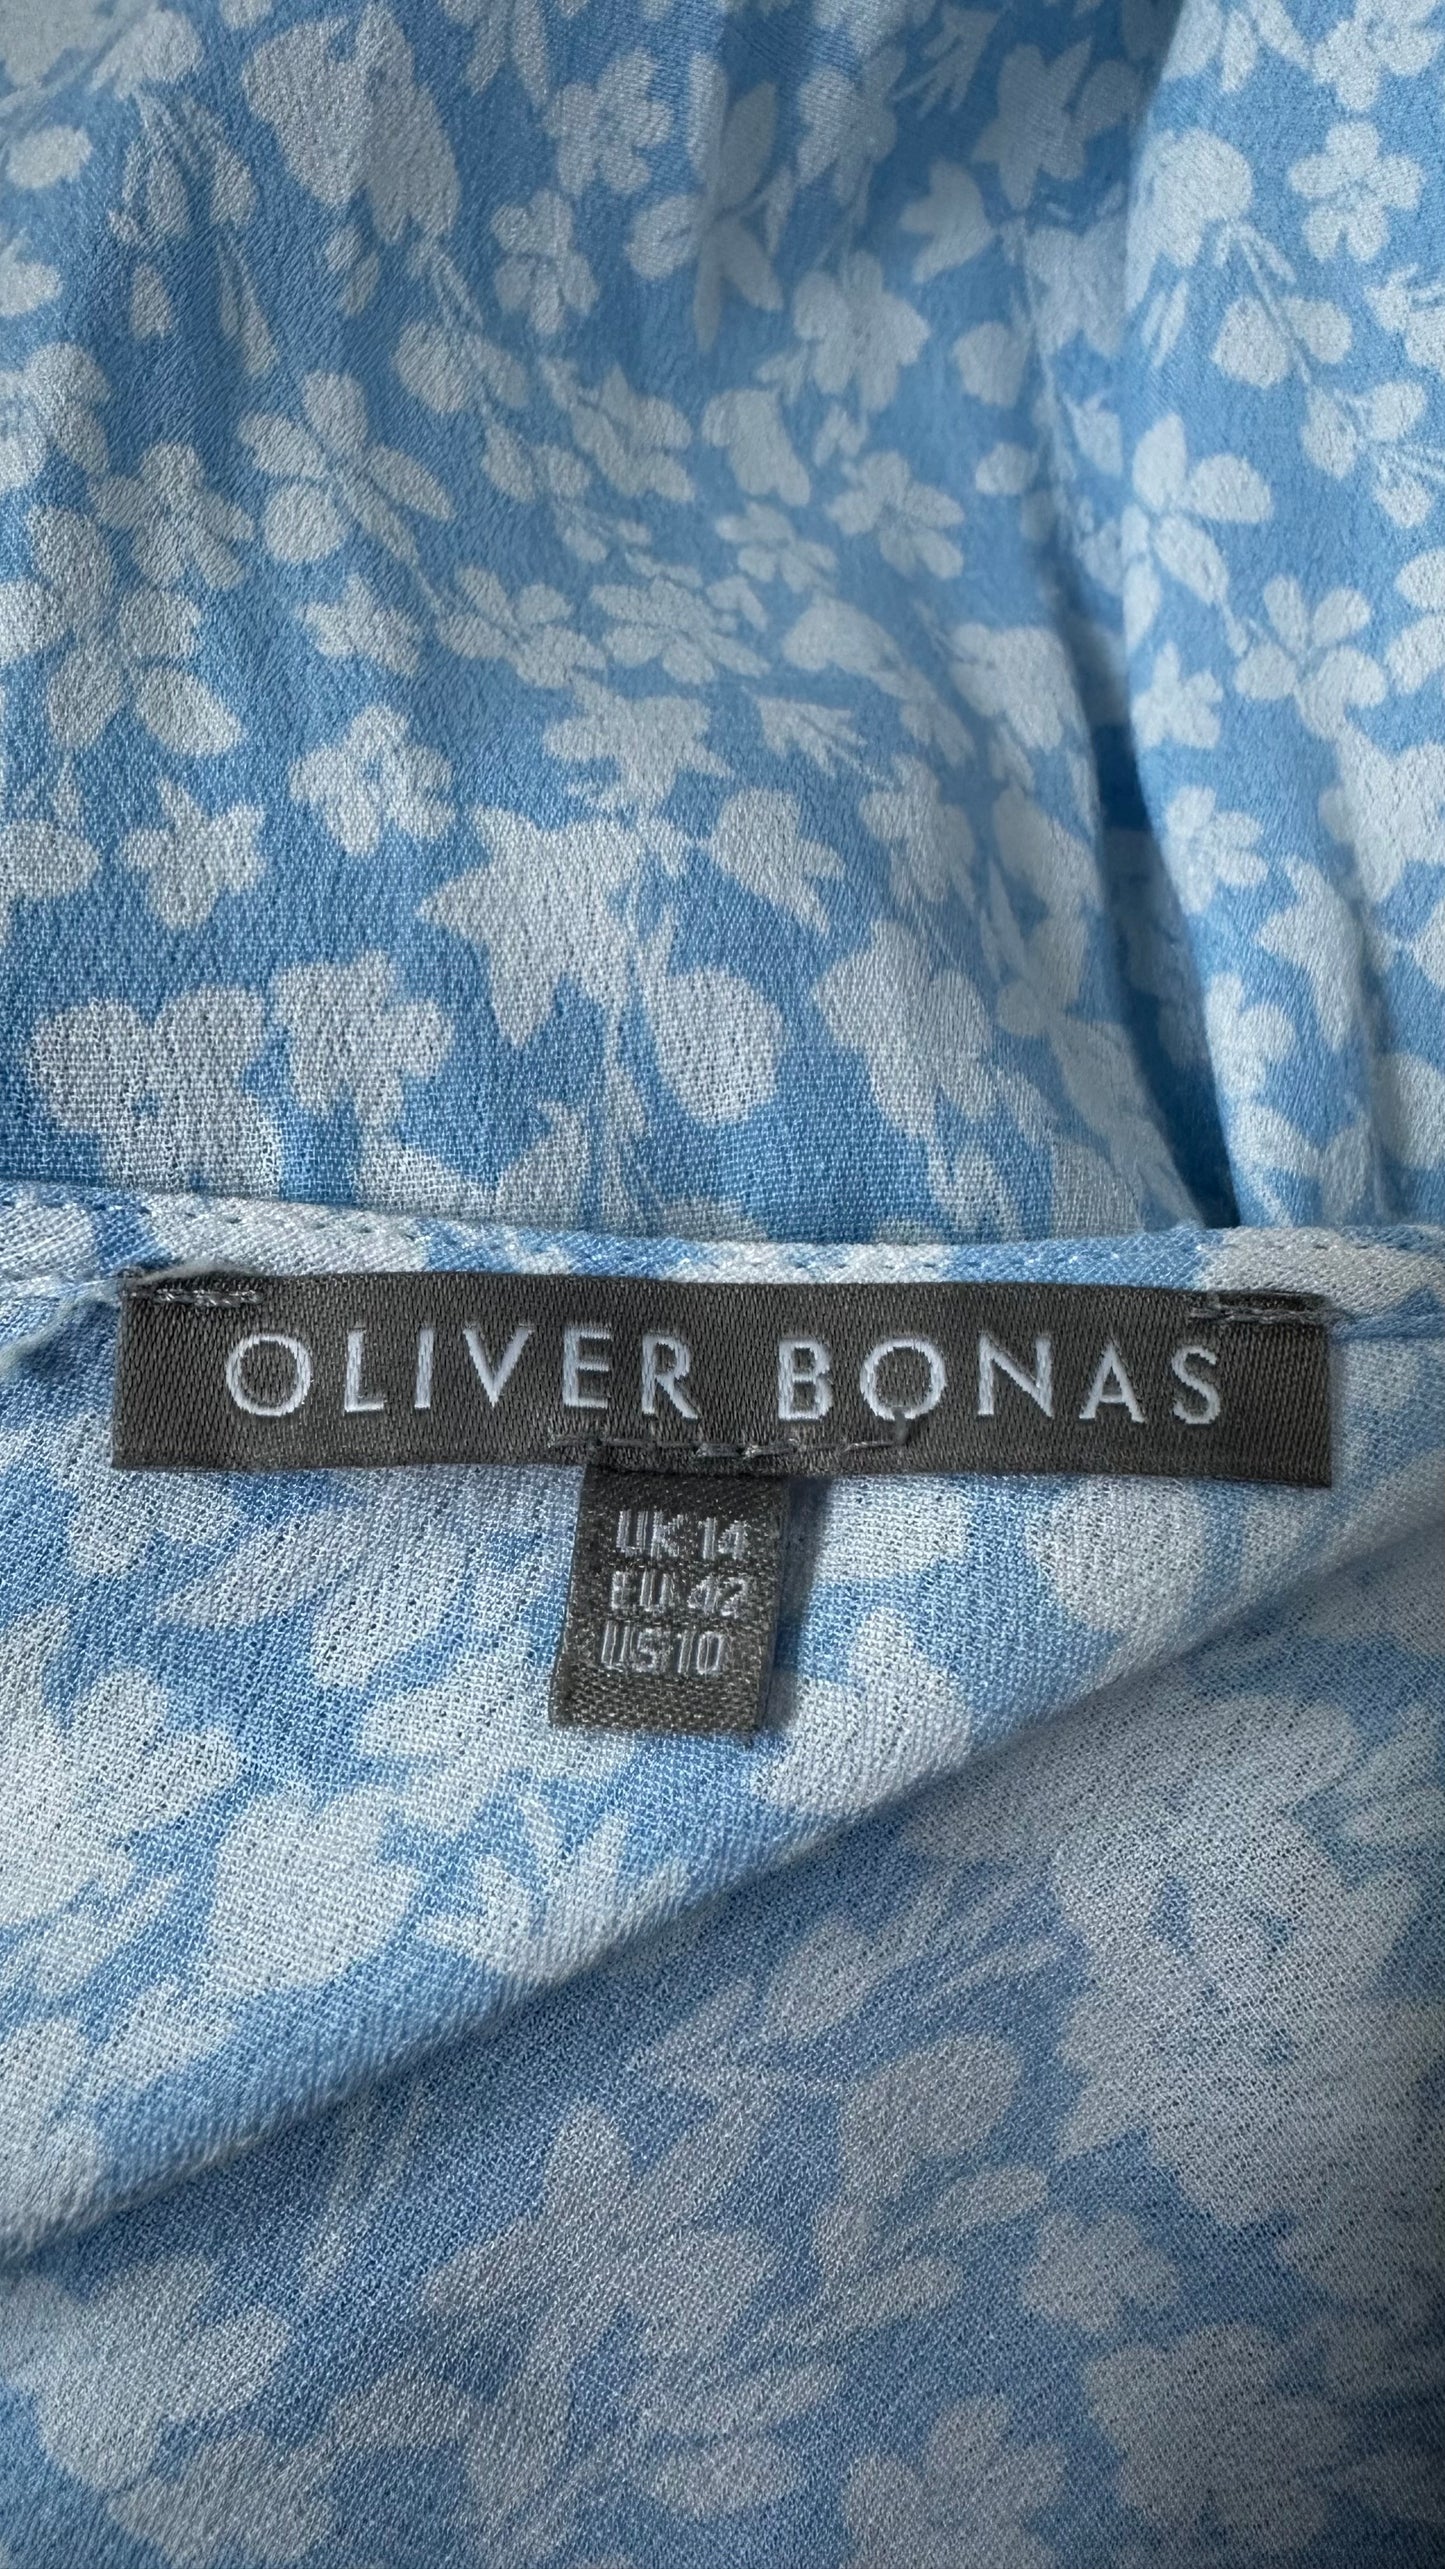 OLIVER BONAS
UK 14
EU 42
US 10